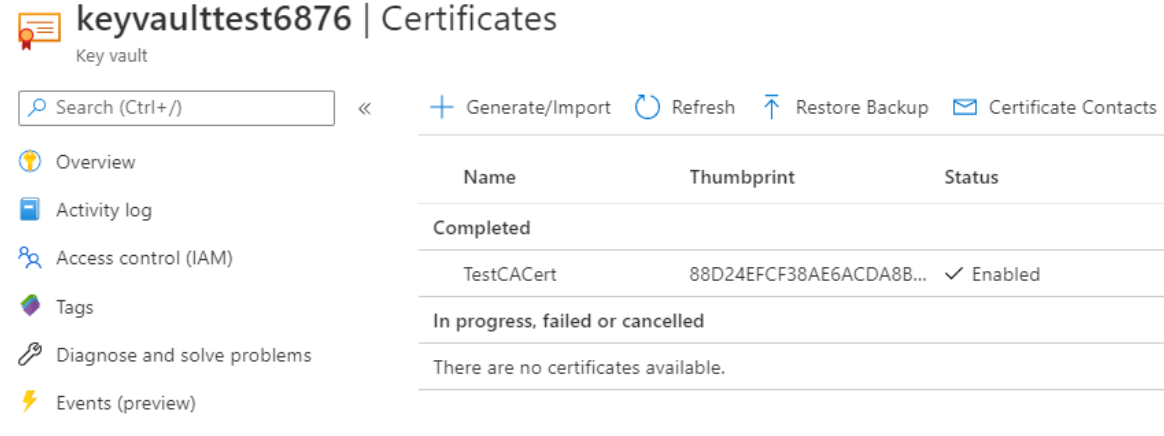 keyvaulttest6876 | Certificates
Key vault
Search (Ctrl+/)
«
Generate/Import Refresh Restore Backup Certificate Contacts
Overview
Activity log
Access control (IAM)
Tags
Diagnose and solve problems
Events (preview)
Name Thumbprint Status
Completed
TestCACert 88D24EFCF38AE6ACDA8B... Enabled
In progress, failed or cancelled
There are no certificates available.